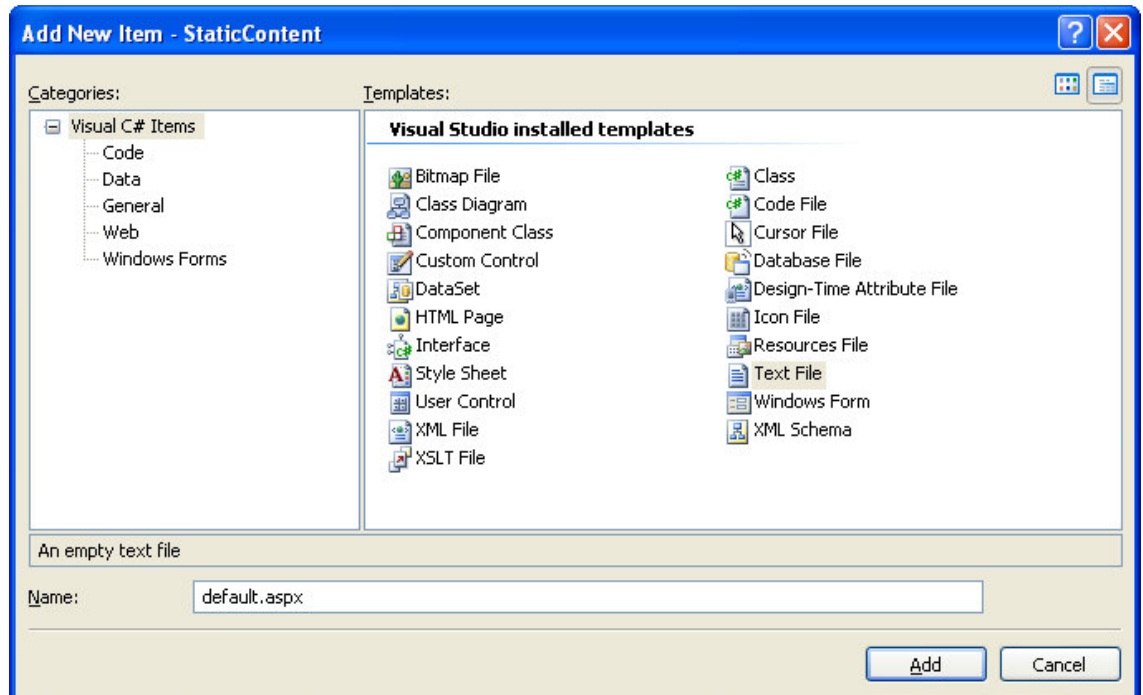 Add New Item - StaticContent
Categories:
Templates:
Visual C# Items
Code
Data
General
Web
Windows Forms
Visual Studio installed templates
Bitmap File
Class
Class Diagram
Code File
Component Class
Cursor File
Custom Control
Database File
DataSet
Design-Time Attribute File
HTML Page
Icon File
Interface
Resources File
Style Sheet
Text File
User Control
Windows Form
XML File
XML Schema
XSLT File
An empty text file
Name:
default.aspx
Add
Cancel